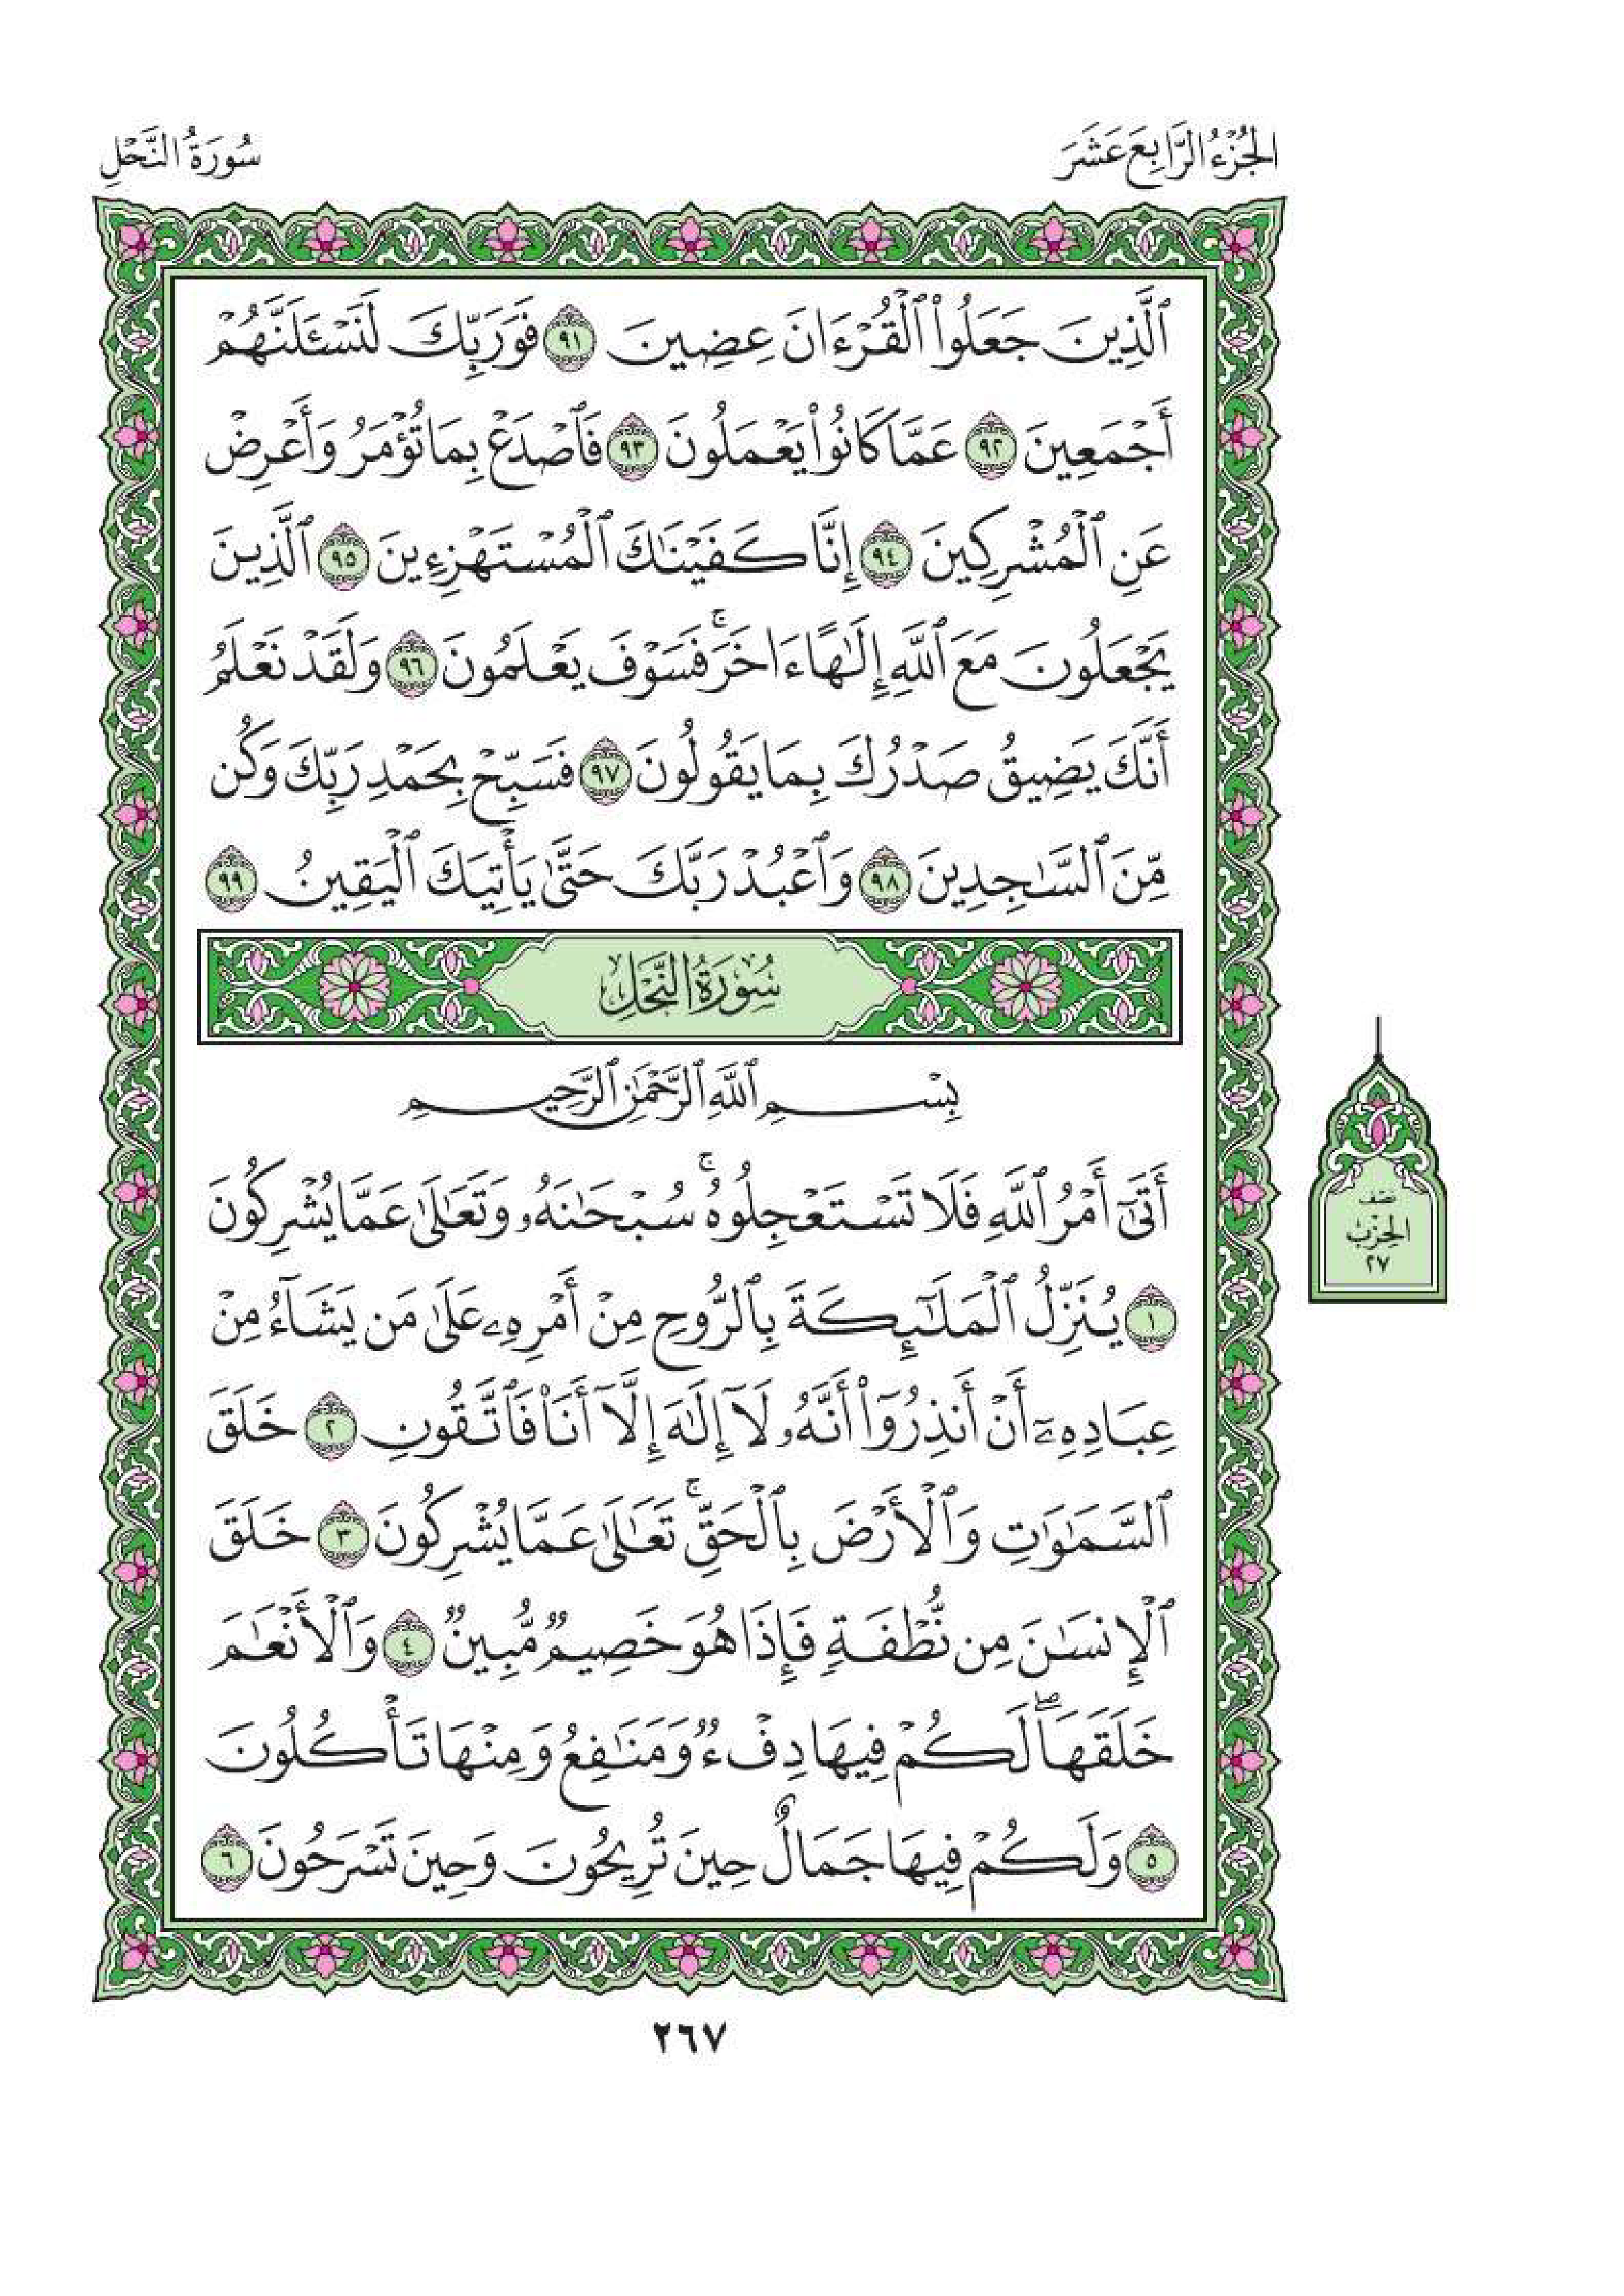 الجُزْءُ الرَّابِعَ عَشَرَ
سُورَةُ النَّحْلِ
ٱلَّذِينَ جَعَلُوا۟ ٱلْقُرْءَانَ عِضِينَ ٩١ فَوَرَبِّكَ لَنَسْـَٔلَنَّهُمْ
أَجْمَعِينَ ٩٢ عَمَّا كَانُوا۟ يَعْمَلُونَ ٩٣ فَٱصْدَعْ بِمَا تُؤْمَرُ وَأَعْرِضْ
عَنِ ٱلْمُشْرِكِينَ ٩٤ إِنَّا كَفَيْنَـٰكَ ٱلْمُسْتَهْزِءِينَ ٩٥ ٱلَّذِينَ
يَجْعَلُونَ مَعَ ٱللَّهِ إِلَـٰهًا ءَاخَرَ ۚ فَسَوْفَ يَعْلَمُونَ ٩٦ وَلَقَدْ نَعْلَمُ
أَنَّكَ يَضِيقُ صَدْرُكَ بِمَا يَقُولُونَ ٩٧ فَسَبِّحْ بِحَمْدِ رَبِّكَ وَكُن
مِّنَ ٱلسَّـٰجِدِينَ ٩٨ وَٱعْبُدْ رَبَّكَ حَتَّىٰ يَأْتِيَكَ ٱلْيَقِينُ ٩٩
سُورَةُ النَّحْلِ
بِسْمِ ٱللَّهِ ٱلرَّحْمَـٰنِ ٱلرَّحِيمِ
أَتَىٰٓ أَمْرُ ٱللَّهِ فَلَا تَسْتَعْجِلُوهُ ۚ سُبْحَـٰنَهُۥ وَتَعَـٰلَىٰ عَمَّا يُشْرِكُونَ
١ يُنَزِّلُ ٱلْمَلَـٰٓئِكَةَ بِٱلرُّوحِ مِنْ أَمْرِهِۦ عَلَىٰ مَن يَشَآءُ مِنْ
عِبَادِهِۦٓ أَنْ أَنذِرُوٓا۟ أَنَّهُۥ لَآ إِلَـٰهَ إِلَّآ أَنَا۠ فَٱتَّقُونِ ٢ خَلَقَ
ٱلسَّمَـٰوَٰتِ وَٱلْأَرْضَ بِٱلْحَقِّ ۚ تَعَـٰلَىٰ عَمَّا يُشْرِكُونَ ٣ خَلَقَ
ٱلْإِنسَـٰنَ مِن نُّطْفَةٍ فَإِذَا هُوَ خَصِيمٌ مُّبِينٌ ٤ وَٱلْأَنْعَـٰمَ
خَلَقَهَا ۖ لَكُمْ فِيهَا دِفْءٌ وَمَنَـٰفِعُ وَمِنْهَا تَأْكُلُونَ
٥ وَلَكُمْ فِيهَا جَمَالٌ حِينَ تُرِيحُونَ وَحِينَ تَسْرَحُونَ ٦
نصف
الحِزْب
٢٧
٢٦٧